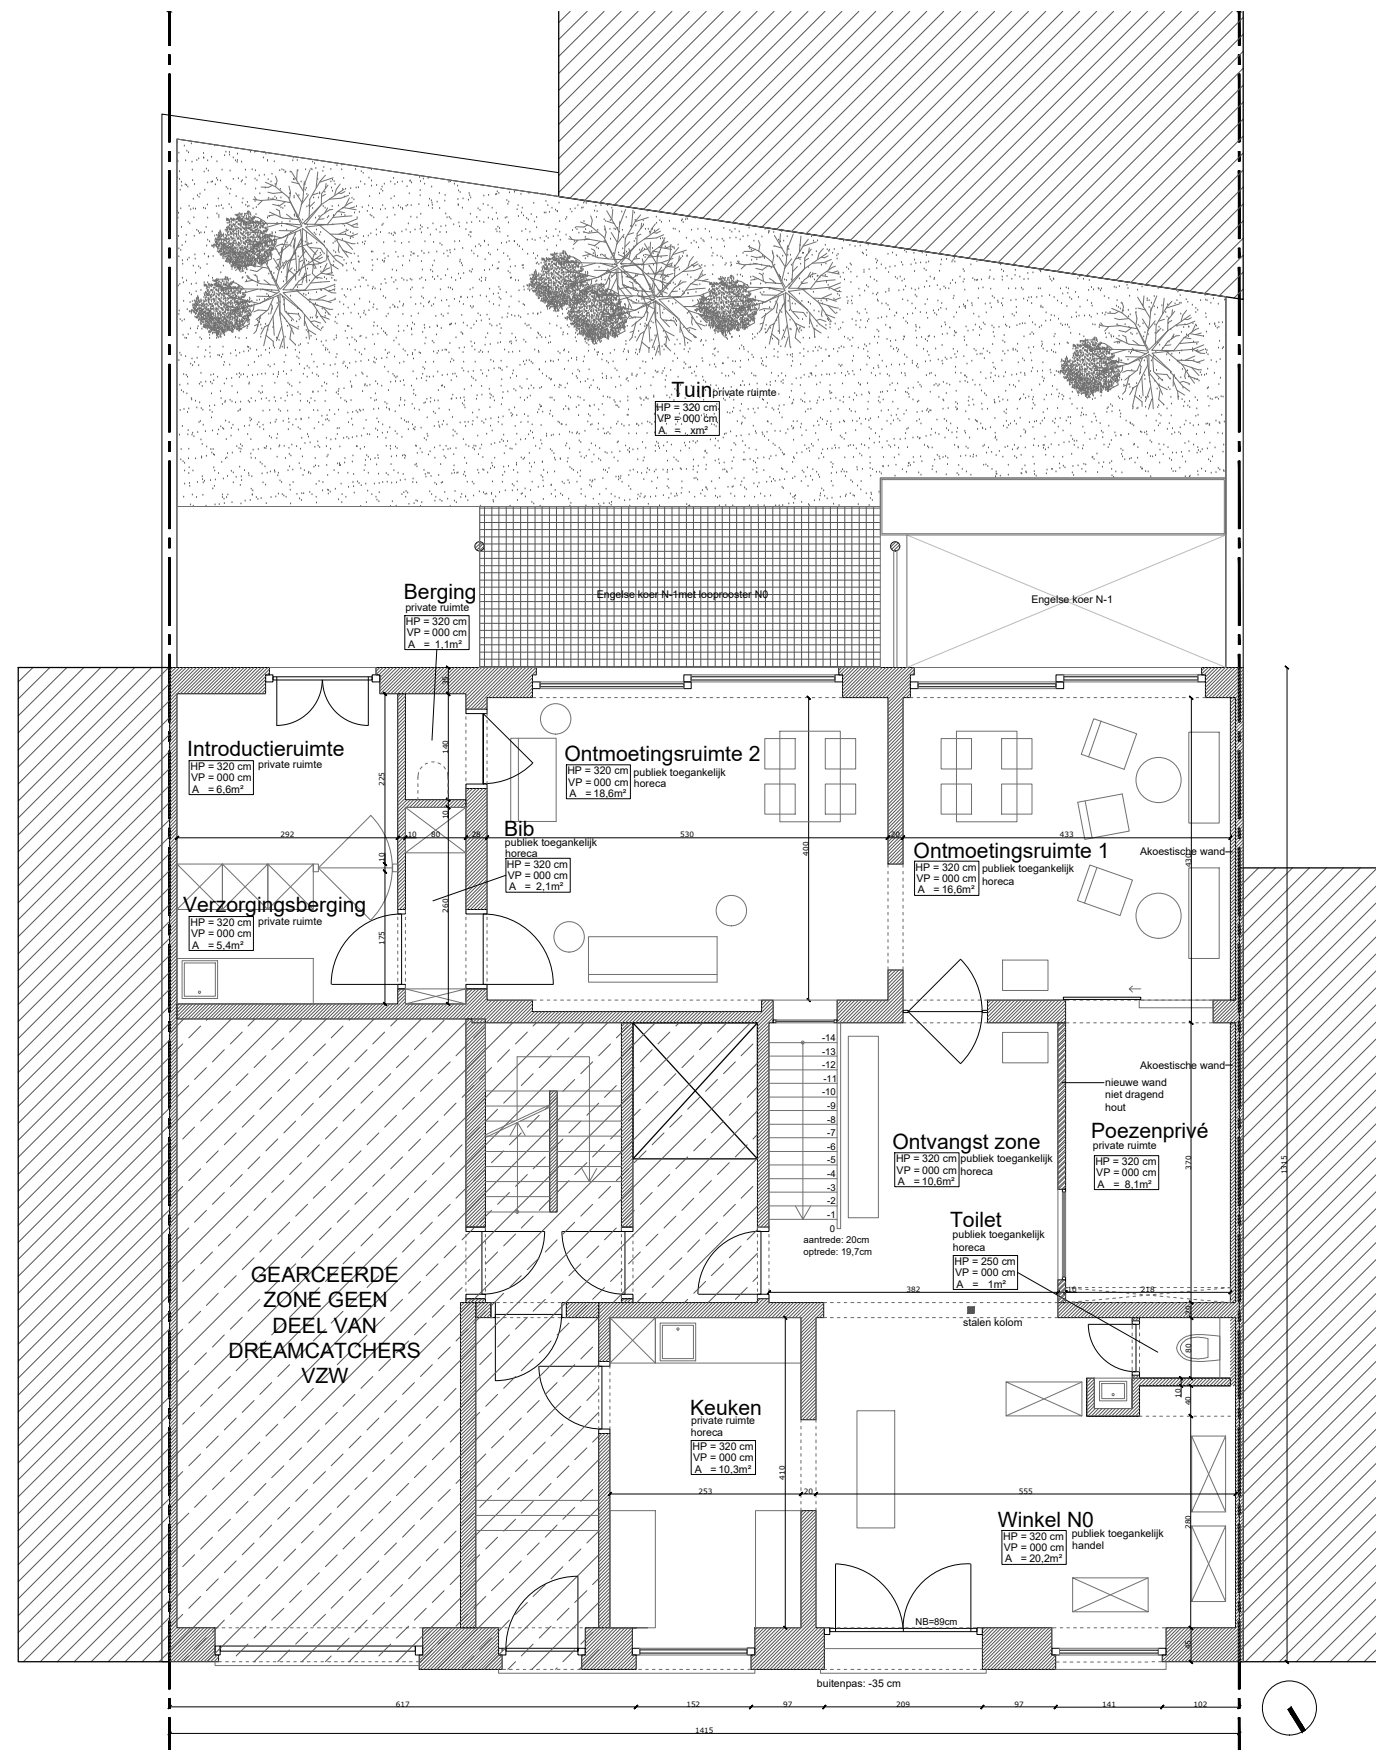 Tuin private ruimte
HP = 320 cm
VP = 000 cm
A. = . xm²
Berging
private ruimte
HP = 320 cm
VP = 000 cm
A = 1,1m²
Engelse koer N-1met looprooster N0
Engelse koer N-1
35
140
10
Introductieruimte
HP = 320 cm private ruimte
VP = 000 cm
A = 6,6m²
225
Ontmoetingsruimte 2
HP = 320 cm publiek toegankelijk
VP = 000 cm horeca
A = 18,6m²
Bib
publiek toegankelijk
horeca
HP = 320 cm
VP = 000 cm
A = 2,1m²
292
10
80
28
530
20
433
400
430
10
260
175
Ontmoetingsruimte 1
HP = 320 cm publiek toegankelijk
VP = 000 cm horeca
A = 16,6m²
Akoestische wand
Verzorgingsberging
HP = 320 cm private ruimte
VP = 000 cm
A = 5,4m²
-14
-13
-12
-11
-10
-9
-8
-7
-6
-5
-4
-3
-2
-1
0
aantrede: 20cm
optrede: 19,7cm
Akoestische wand
nieuwe wand
niet dragend
hout
Poezenprivé
private ruimte
HP = 320 cm
VP = 000 cm
A = 8,1m²
370
1315
Ontvangst zone
HP = 320 cm publiek toegankelijk
VP = 000 cm horeca
A = 10,6m²
Toilet
publiek toegankelijk
horeca
HP = 250 cm
VP = 000 cm
A = 1m²
382
10
218
20
stalen kolom
80
10
40
GEARCEERDE
ZONE GEEN
DEEL VAN
DREAMCATCHERS
VZW
Keuken
private ruimte
horeca
HP = 320 cm
VP = 000 cm
A = 10,3m²
410
253
20
555
Winkel N0
HP = 320 cm publiek toegankelijk
VP = 000 cm handel
A = 20,2m²
280
NB=89cm
45
buitenpas: -35 cm
617
152
97
209
97
141
102
1415